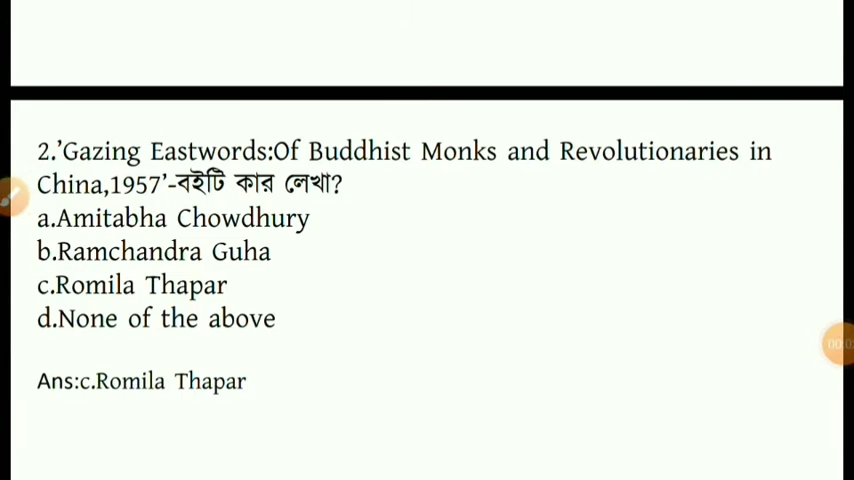 2.’Gazing Eastwords:Of Buddhist Monks and Revolutionaries in
China,1957’-বইটি কার লেখা?
a.Amitabha Chowdhury
b.Ramchandra Guha
c.Romila Thapar
d.None of the above
Ans:c.Romila Thapar